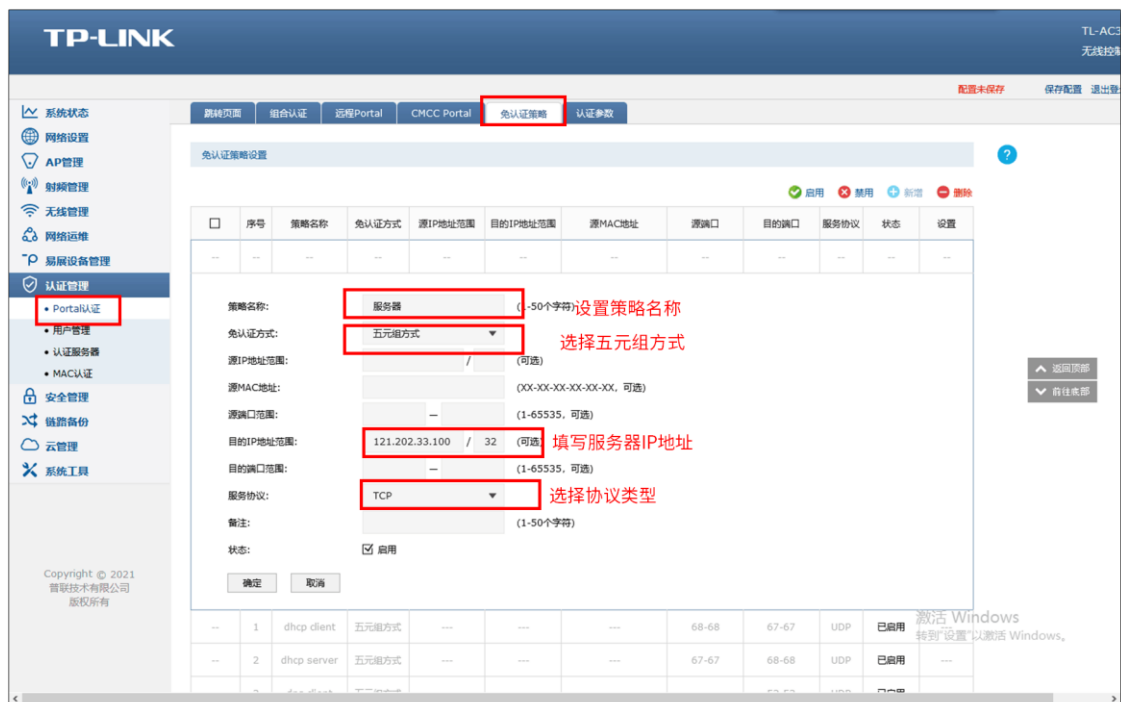 TP-LINK
TL-AC3
无线控制
配置未保存 保存配置 退出登
系统状态
网络设置
AP管理
射频管理
无线管理
网络运维
易展设备管理
认证管理
• Portal认证
• 用户管理
• 认证服务器
• MAC认证
安全管理
链路备份
云管理
系统工具
Copyright © 2021
普联技术有限公司
版权所有
跳转页面 组合认证 远程Portal CMCC Portal 免认证策略 认证参数
免认证策略设置
?
启用 禁用 新增 删除
序号 策略名称 免认证方式 源IP地址范围 目的IP地址范围 源MAC地址 源端口 目的端口 服务协议 状态 设置
-- -- -- -- -- -- -- -- -- -- -- --
策略名称: 服务器 (1-50个字符) 设置策略名称
免认证方式: 五元组方式 选择五元组方式
源IP地址范围: / (可选)
源MAC地址: (XX-XX-XX-XX-XX-XX, 可选)
源端口范围: — (1-65535, 可选)
目的IP地址范围: 121.202.33.100 / 32 (可选) 填写服务器IP地址
目的端口范围: — (1-65535, 可选)
服务协议: TCP 选择协议类型
备注: (1-50个字符)
状态: 启用
确定 取消
-- 1 dhcp client 五元组方式 --- --- --- 68-68 67-67 UDP 已启用 ---
-- 2 dhcp server 五元组方式 --- --- --- 67-67 68-68 UDP 已启用 ---
返回顶部
前往底部
激活 Windows
转到"设置"以激活 Windows。